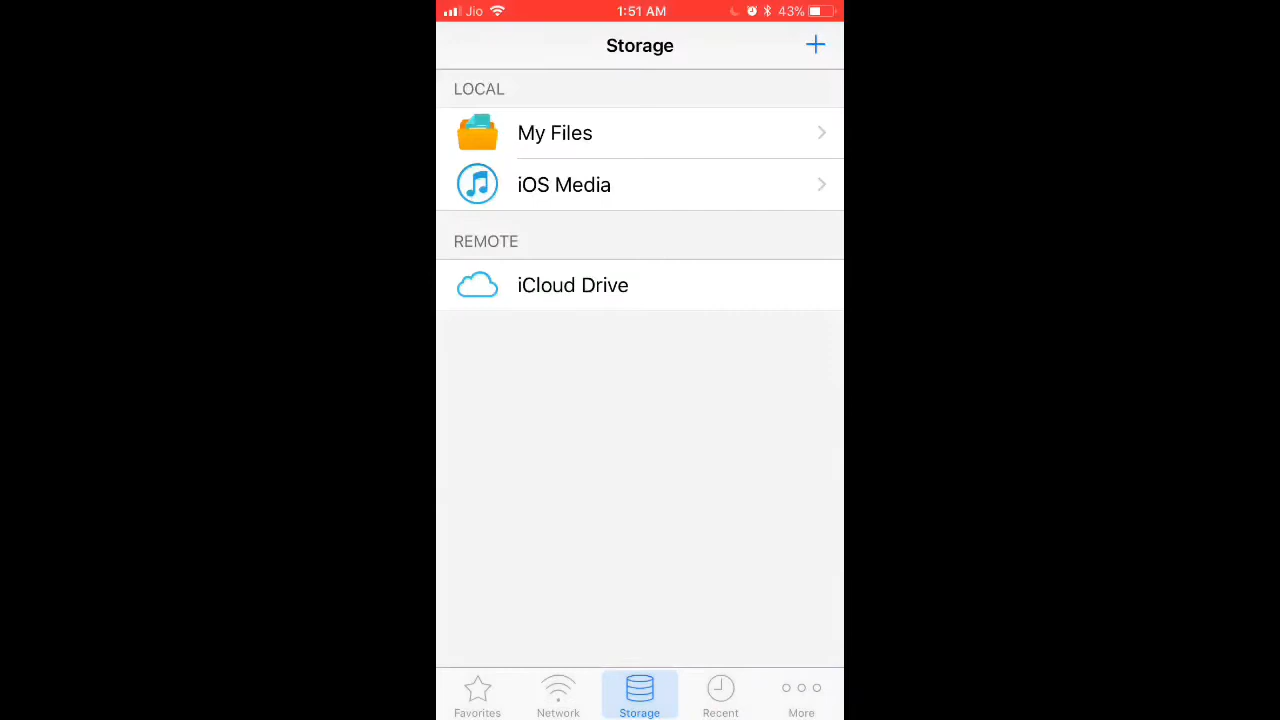 Jio 1:51 AM 43%
Storage
LOCAL
My Files
iOS Media
REMOTE
iCloud Drive
Favorites Network Storage Recent More